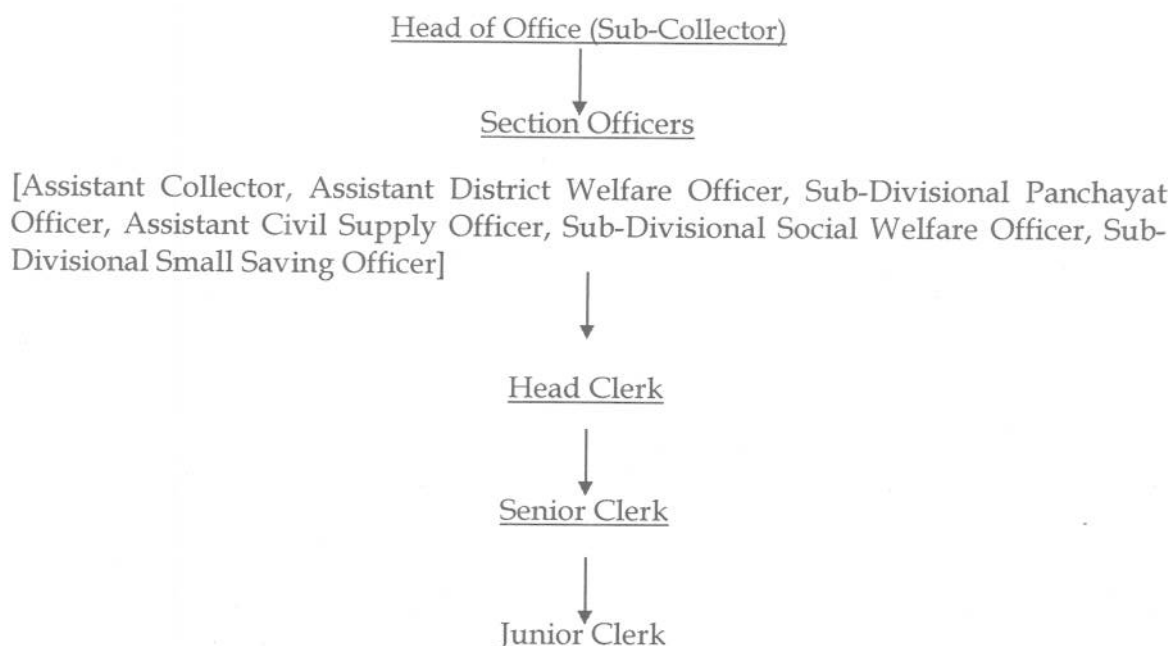 Head of Office (Sub-Collector)
Section Officers
[Assistant Collector, Assistant District Welfare Officer, Sub-Divisional Panchayat
Officer, Assistant Civil Supply Officer, Sub-Divisional Social Welfare Officer, Sub-
Divisional Small Saving Officer]
Head Clerk
Senior Clerk
Junior Clerk